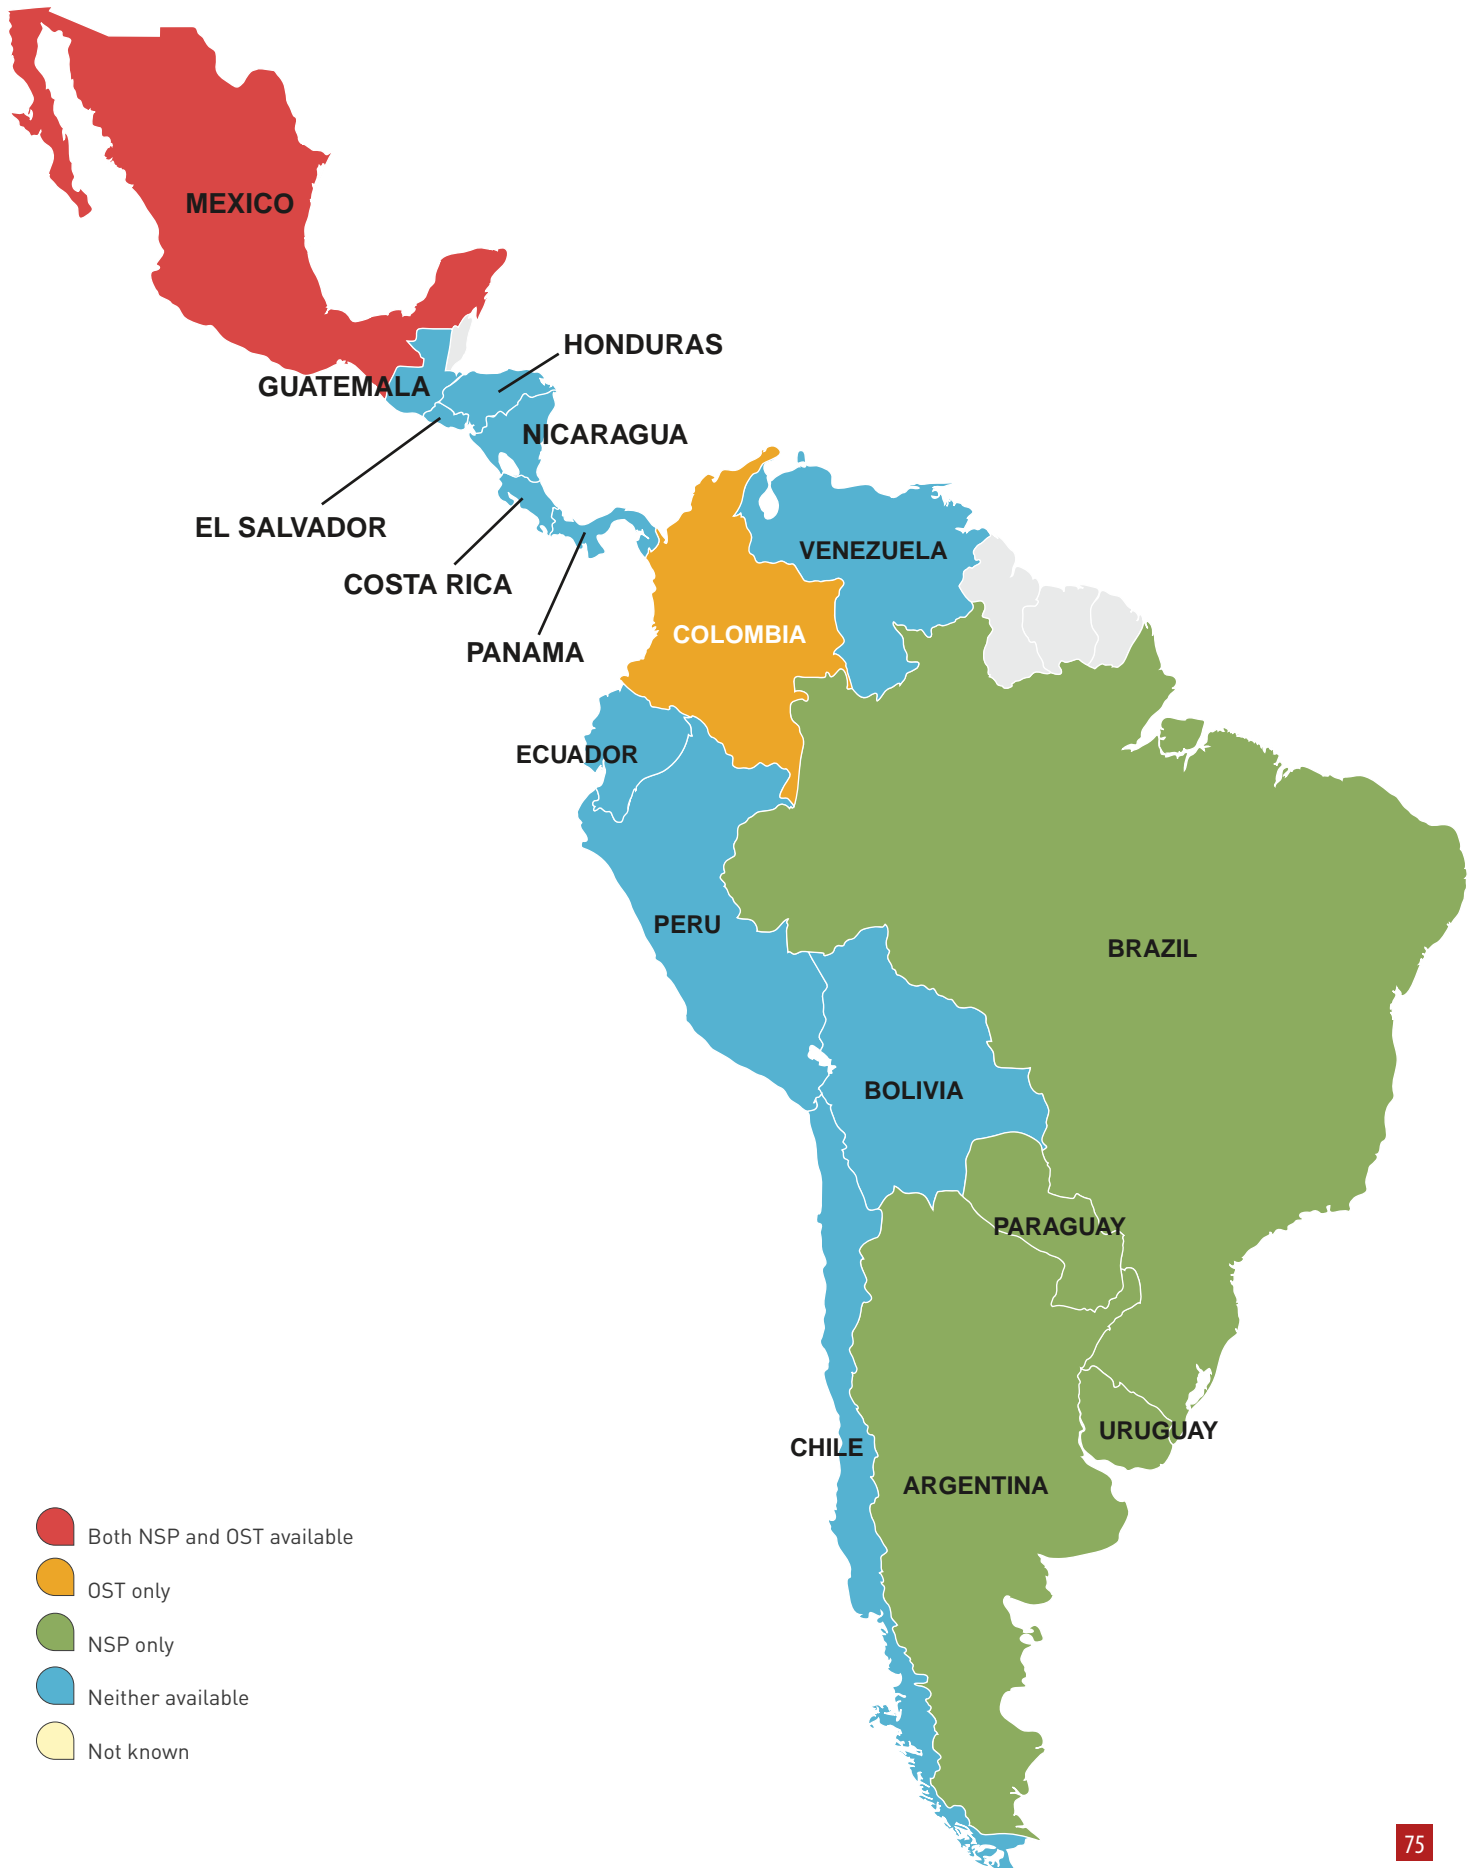 MEXICO
HONDURAS
GUATEMALA
NICARAGUA
EL SALVADOR
VENEZUELA
COSTA RICA
COLOMBIA
PANAMA
ECUADOR
PERU
BRAZIL
BOLIVIA
PARAGUAY
URUGUAY
CHILE
ARGENTINA
Both NSP and OST available
OST only
NSP only
Neither available
Not known
75